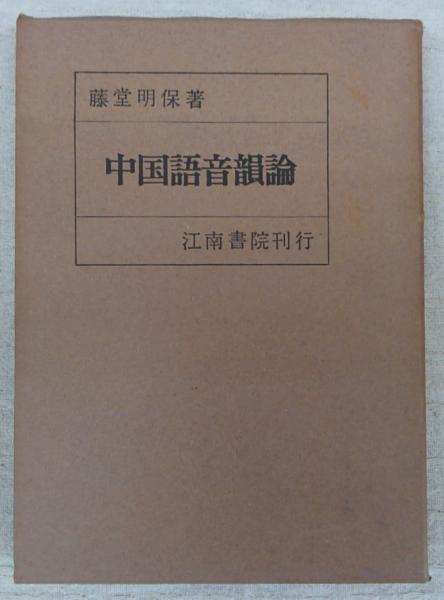 藤堂明保著
中国語音韻論
江南書院刊行